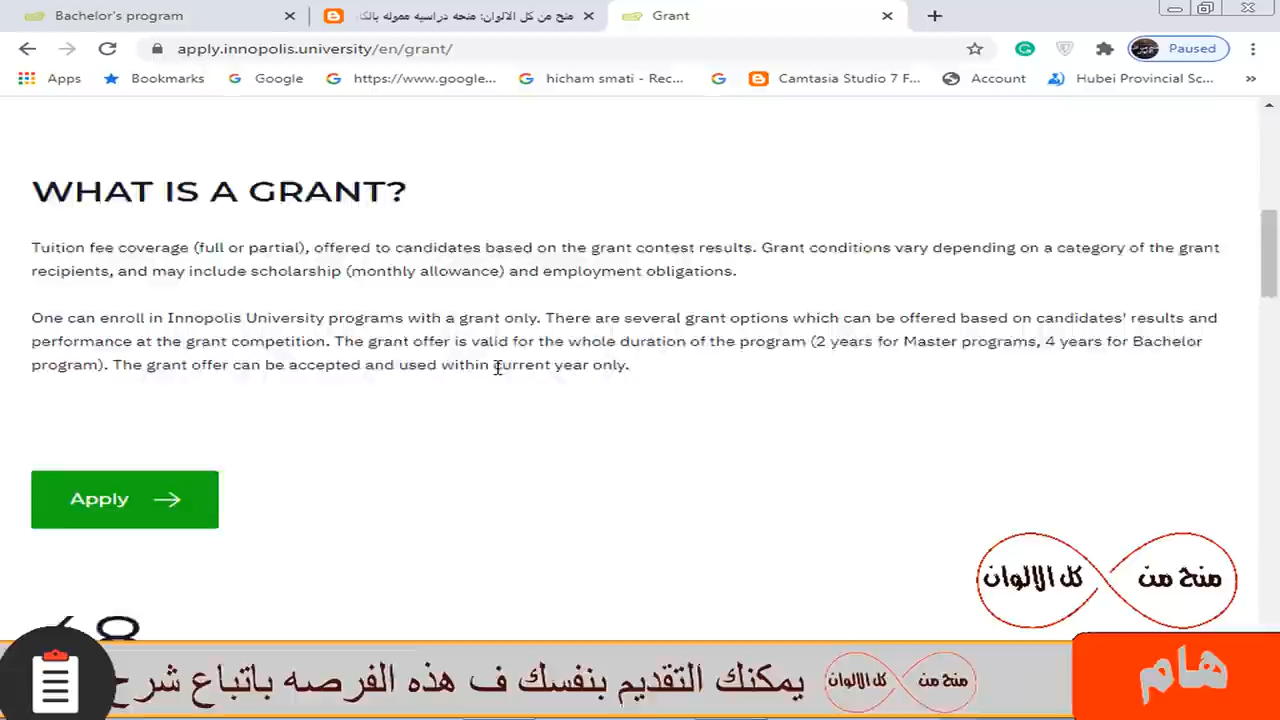 Bachelor's program
منح من كل الالوان: منحه دراسيه مموله بالكا
Grant
apply.innopolis.university/en/grant/
Paused
Apps
Bookmarks
Google
https://www.google...
hicham smati - Rec...
Camtasia Studio 7 F...
Account
Hubei Provincial Sc...
»
WHAT IS A GRANT?
Tuition fee coverage (full or partial), offered to candidates based on the grant contest results. Grant conditions vary depending on a category of the grant
recipients, and may include scholarship (monthly allowance) and employment obligations.
One can enroll in Innopolis University programs with a grant only. There are several grant options which can be offered based on candidates' results and
performance at the grant competition. The grant offer is valid for the whole duration of the program (2 years for Master programs, 4 years for Bachelor
program). The grant offer can be accepted and used within current year only.
Apply
منح من كل الالوان
هام
منح من كل الالوان
يمكنك التقديم بنفسك ف هذه الفرصه باتباع شرح